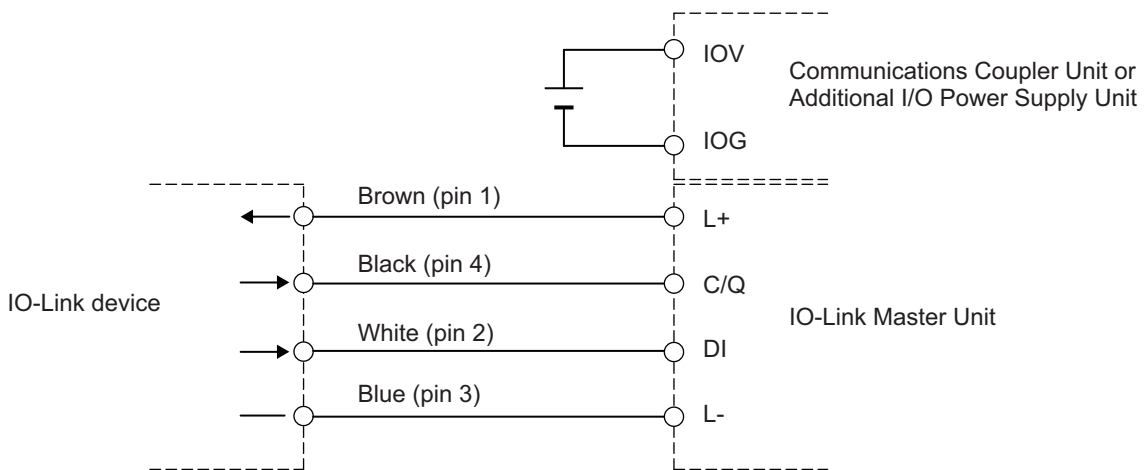 IOV
Communications Coupler Unit or
Additional I/O Power Supply Unit
IOG
Brown (pin 1)
L+
Black (pin 4)
C/Q
IO-Link device
IO-Link Master Unit
White (pin 2)
DI
Blue (pin 3)
L-